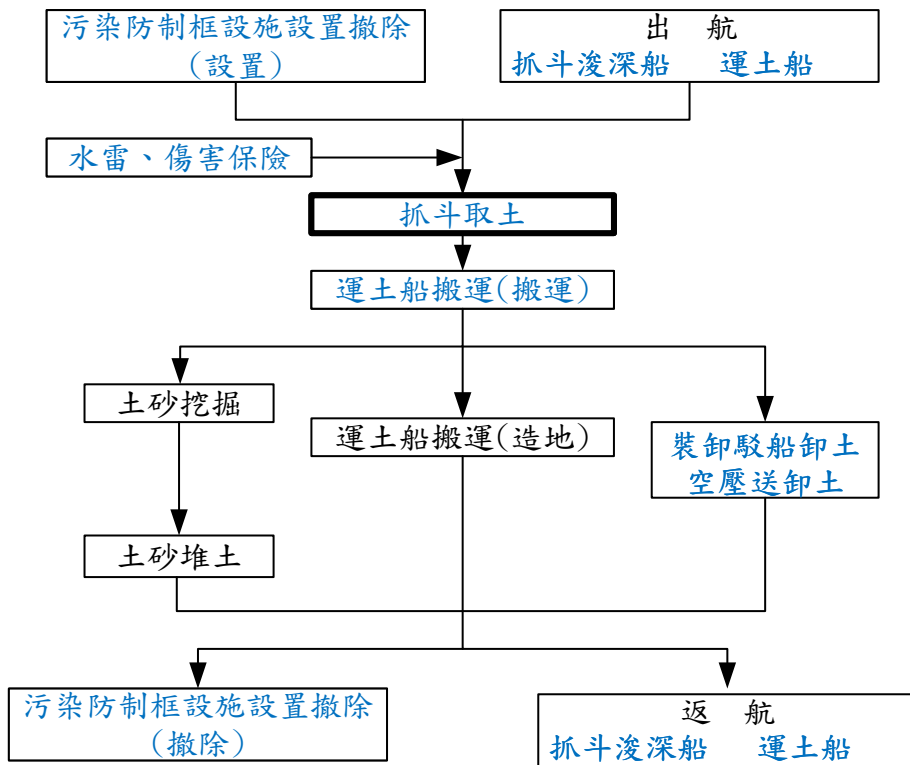 污染防制框設施設置撤除
(設置)
出 航
抓斗浚深船 運土船
水雷、傷害保險
抓斗取土
運土船搬運(搬運)
土砂挖掘
運土船搬運(造地)
裝卸駁船卸土
空壓送卸土
土砂堆土
污染防制框設施設置撤除
(撤除)
返 航
抓斗浚深船 運土船